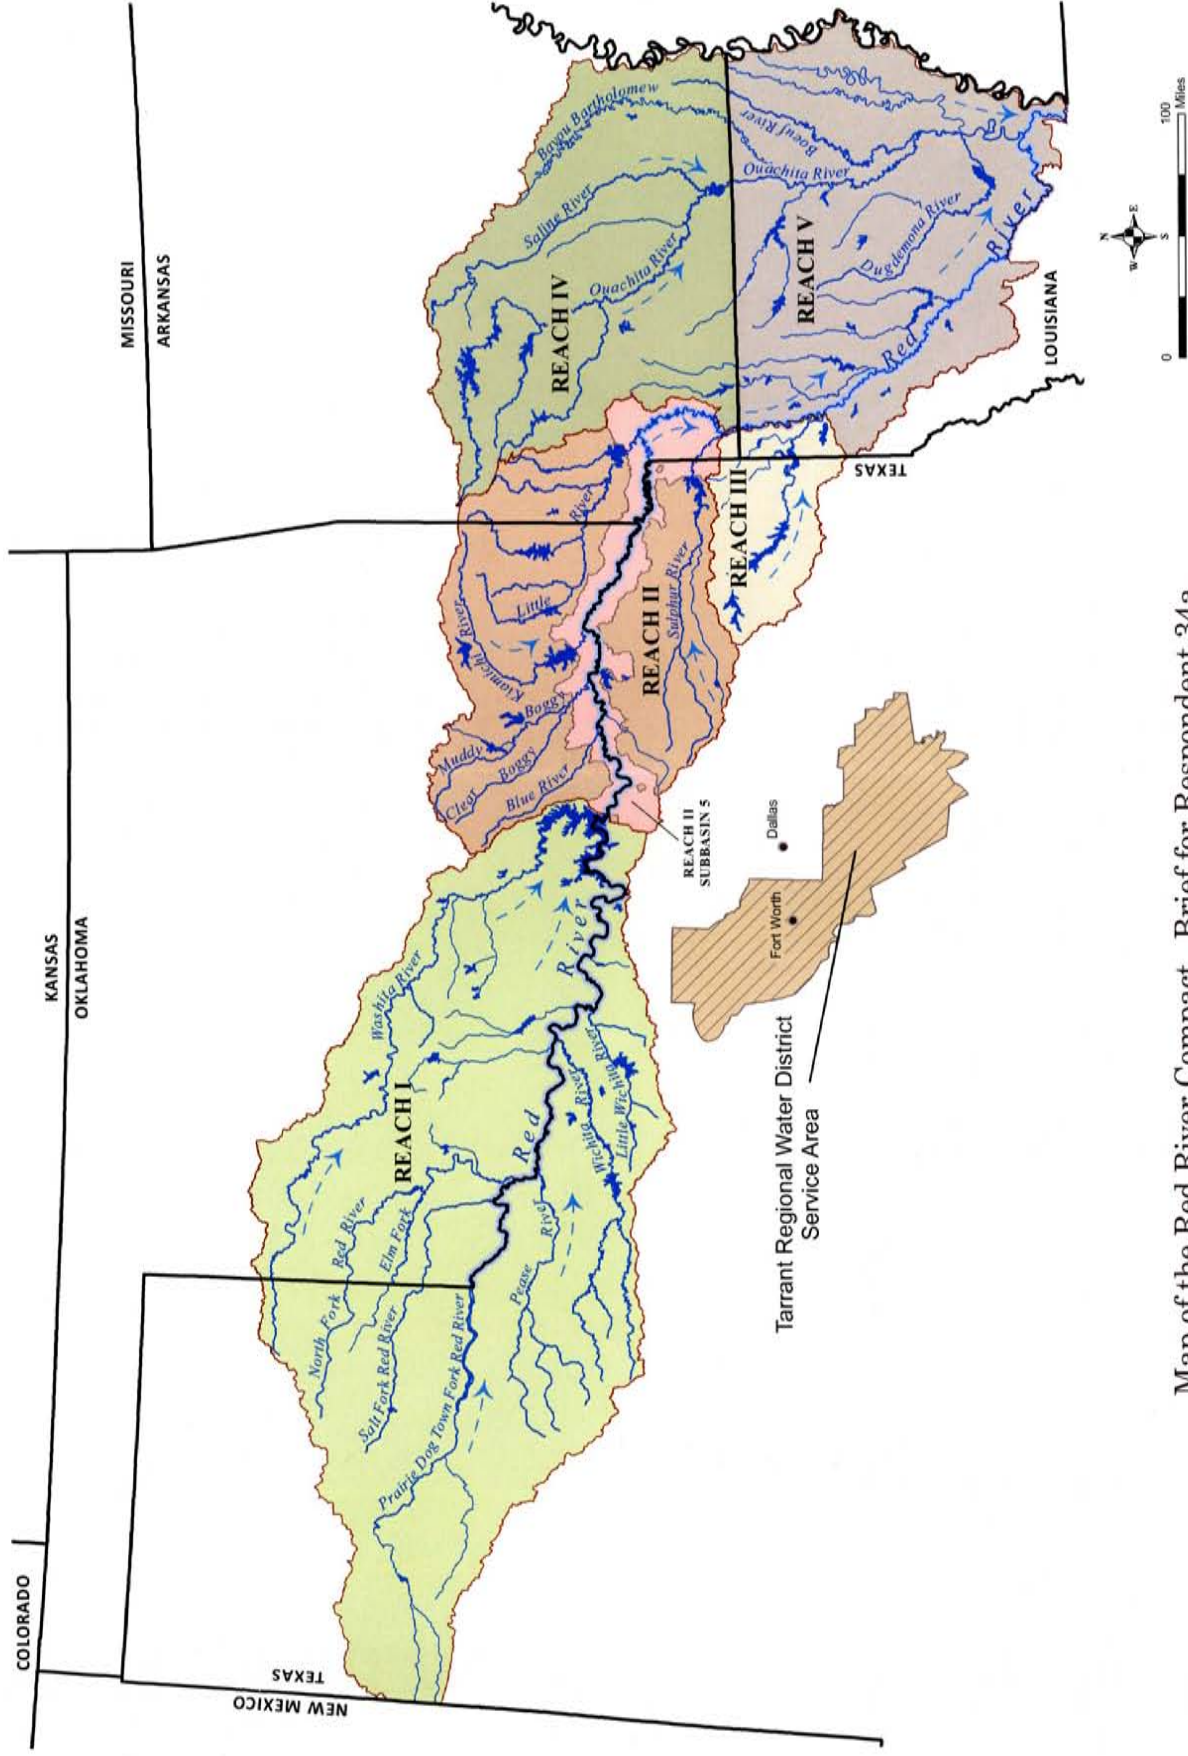 COLORADO
KANSAS
OKLAHOMA
MISSOURI
ARKANSAS
NEW MEXICO
TEXAS
North Fork Red River
Elm Fork
Salt Fork Red River
Prairie Dog Town Fork Red River
Pease River
REACH I
Washita River
Red River
Wichita River
Little Wichita River
Clear Boggy
Muddy Boggy
Blue River
Kiamichi River
Little River
REACH II
Sulphur River
REACH II
SUBBASIN 5
REACH III
TEXAS
REACH IV
Ouachita River
Saline River
Bayou Bartholomew
REACH V
Ouachita River
Boeuf River
Dugdemona River
Red River
LOUISIANA
Dallas
Fort Worth
Tarrant Regional Water District
Service Area
N
W
E
S
0
100
Miles
Map of the Red River Compact. Brief for Respondent 34a